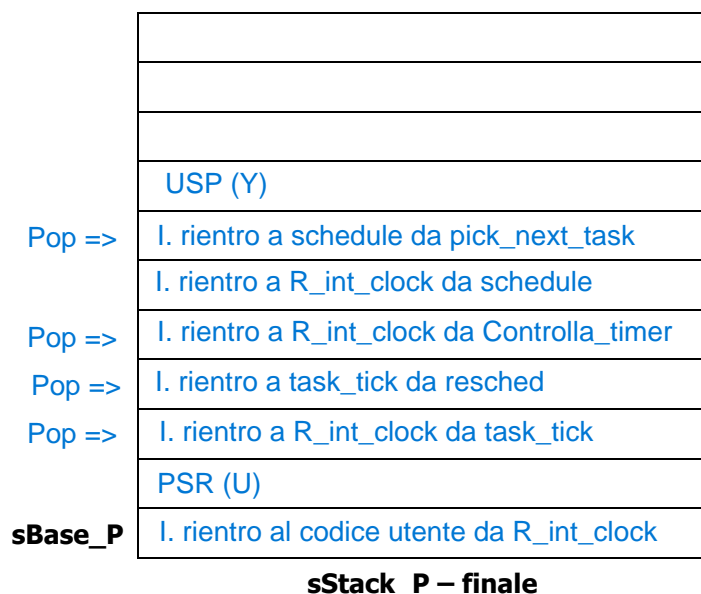 USP (Y)
Pop => I. rientro a schedule da pick_next_task
I. rientro a R_int_clock da schedule
Pop => I. rientro a R_int_clock da Controlla_timer
Pop => I. rientro a task_tick da resched
Pop => I. rientro a R_int_clock da task_tick
PSR (U)
sBase_P I. rientro al codice utente da R_int_clock
sStack_P – finale